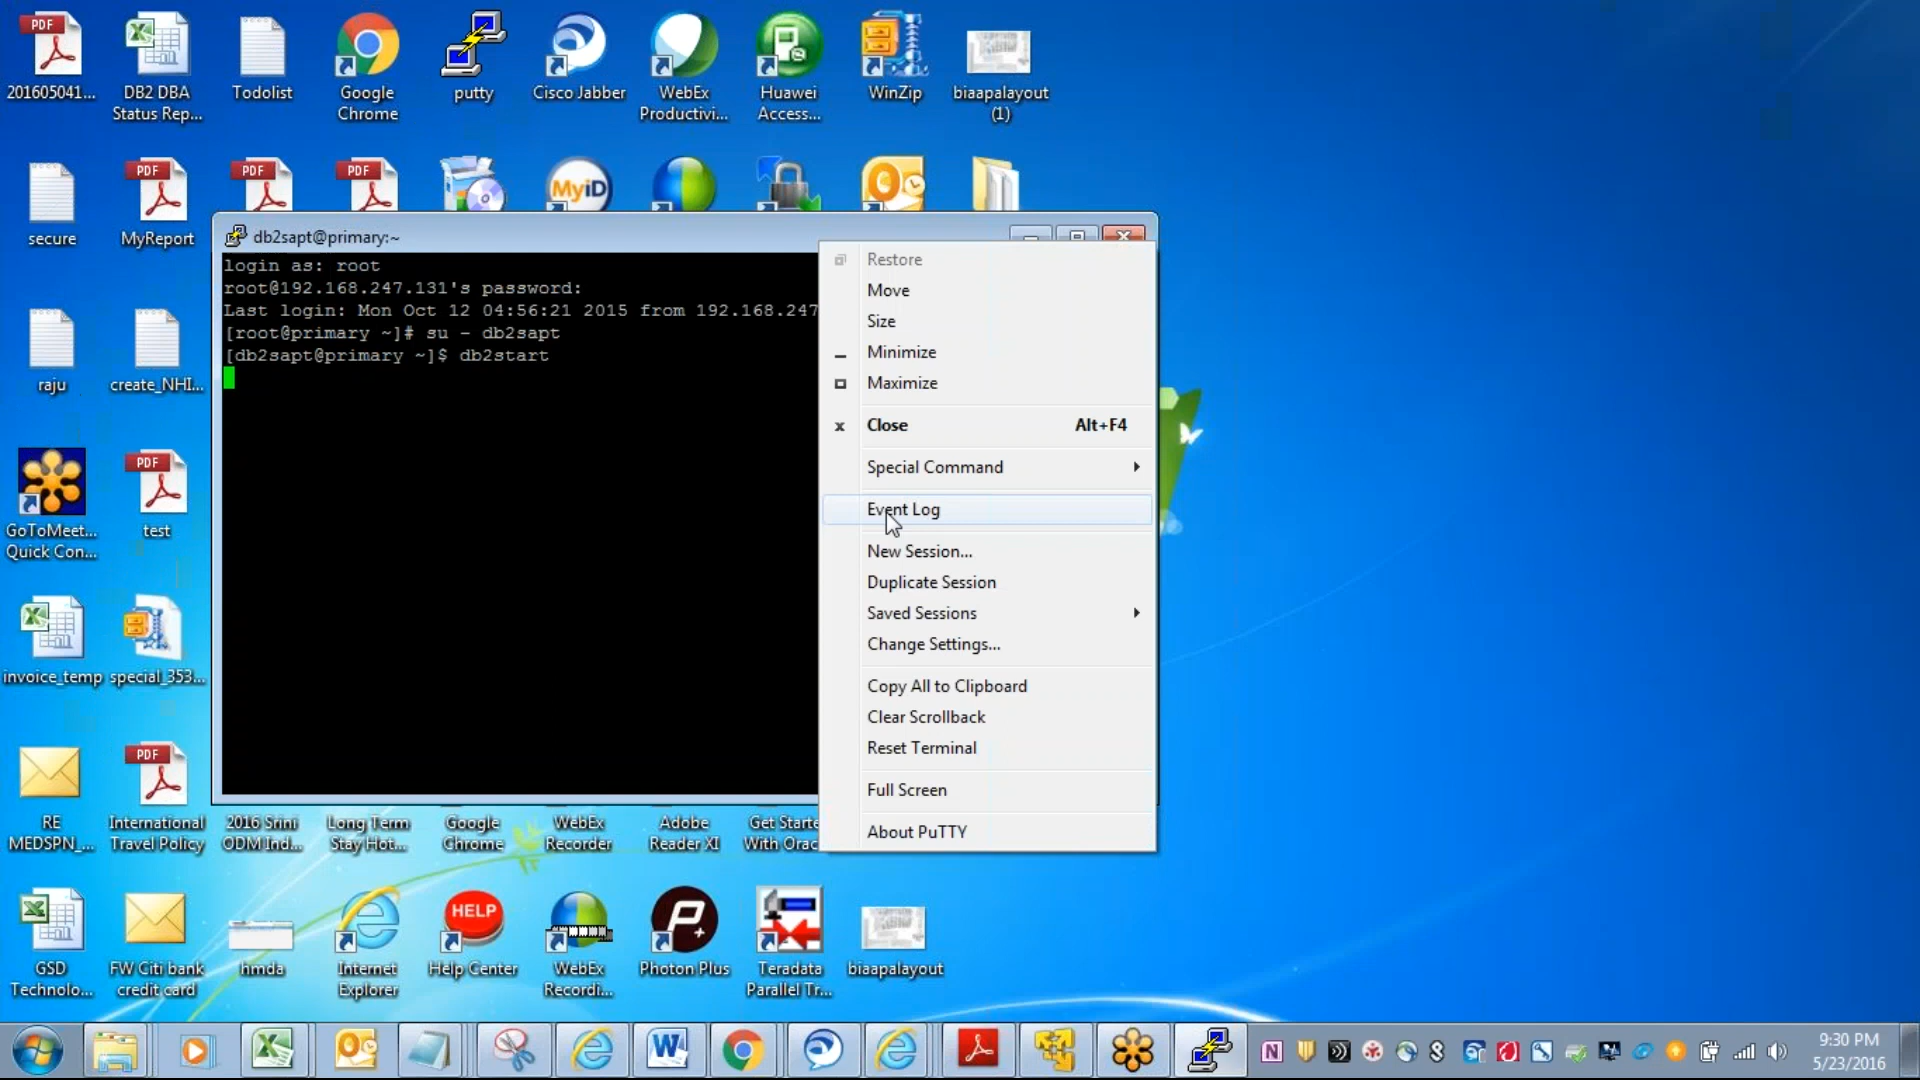 201605041...
DB2 DBA
Status Rep...
Todolist
Google
Chrome
putty
Cisco Jabber
WebEx
Productivi...
Huawei
Access...
WinZip
biaapalayout
(1)
secure
MyReport
MyiD
db2sapt@primary:~
login as: root
root@192.168.247.131's password:
Last login: Mon Oct 12 04:56:21 2015 from 192.168.247
[root@primary ~]# su - db2sapt
[db2sapt@primary ~]$ db2start
Restore
Move
Size
Minimize
Maximize
Close Alt+F4
Special Command
Event Log
New Session...
Duplicate Session
Saved Sessions
Change Settings...
Copy All to Clipboard
Clear Scrollback
Reset Terminal
Full Screen
About PuTTY
raju
create_NHI...
GoToMeet...
Quick Con...
test
invoice_temp
special_353...
RE
MEDSPN_...
International
Travel Policy
2016 Srini
ODM Ind...
Long Term
Stay Hot...
Google
Chrome
WebEx
Recorder
Adobe
Reader XI
Get Starte
With Orac
GSD
Technolo...
FW Citi bank
credit card
hmda
Internet
Explorer
HELP
Help Center
WebEx
Recordi...
Photon Plus
Teradata
Parallel Tr...
biaapalayout
9:30 PM
5/23/2016